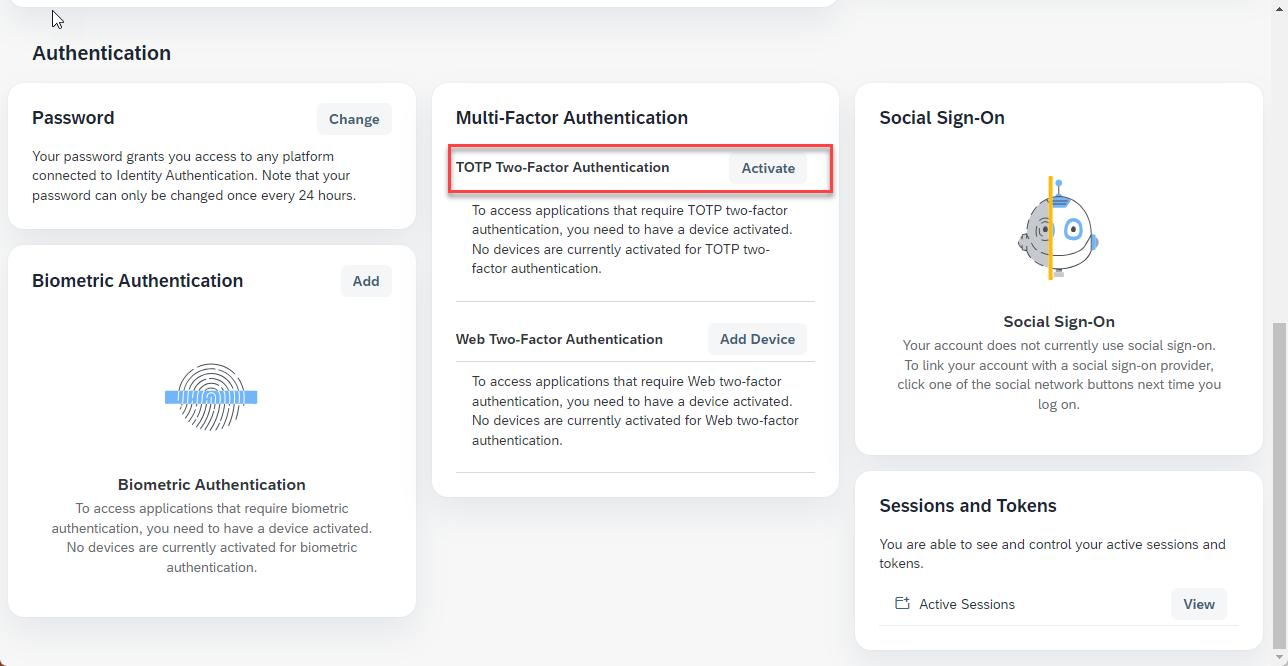 Authentication
Password
Change
Your password grants you access to any platform
connected to Identity Authentication. Note that your
password can only be changed once every 24 hours.
Biometric Authentication
Add
Biometric Authentication
To access applications that require biometric
authentication, you need to have a device activated.
No devices are currently activated for biometric
authentication.
Multi-Factor Authentication
TOTP Two-Factor Authentication
Activate
To access applications that require TOTP two-factor
authentication, you need to have a device activated.
No devices are currently activated for TOTP two-
factor authentication.
Web Two-Factor Authentication
Add Device
To access applications that require Web two-factor
authentication, you need to have a device activated.
No devices are currently activated for Web two-factor
authentication.
Social Sign-On
Social Sign-On
Your account does not currently use social sign-on.
To link your account with a social sign-on provider,
click one of the social network buttons next time you
log on.
Sessions and Tokens
You are able to see and control your active sessions and
tokens.
Active Sessions
View